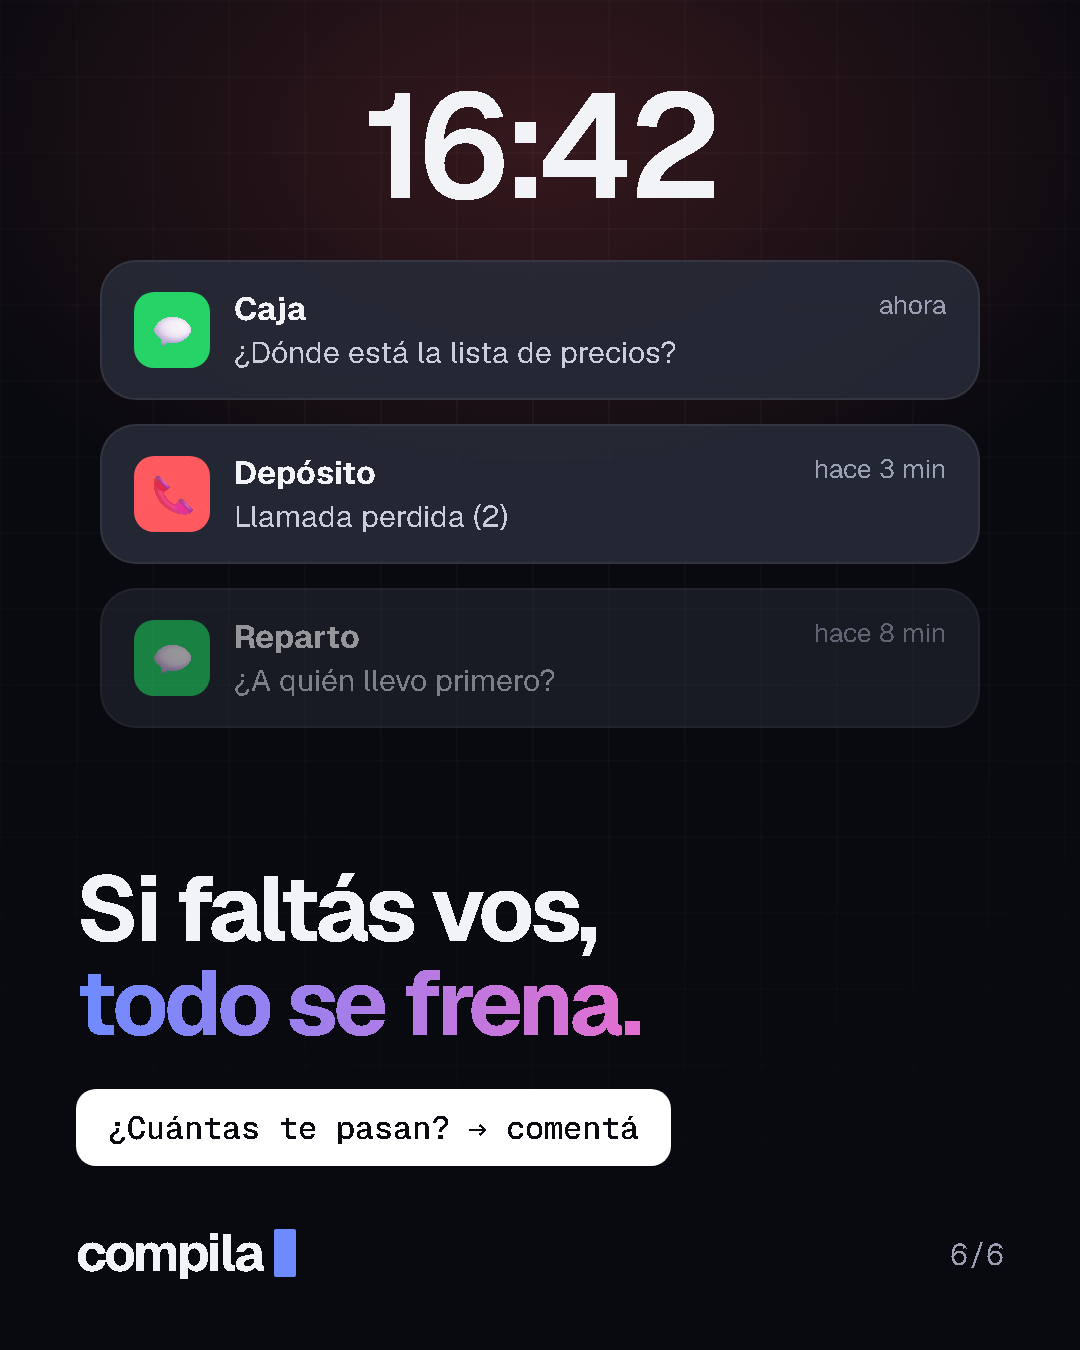 16:42
Caja
ahora
¿Dónde está la lista de precios?
Depósito
hace 3 min
Llamada perdida (2)
Reparto
hace 8 min
¿A quién llevo primero?
Si faltás vos,
todo se frena.
¿Cuántas te pasan? → comentá
compila
6/6